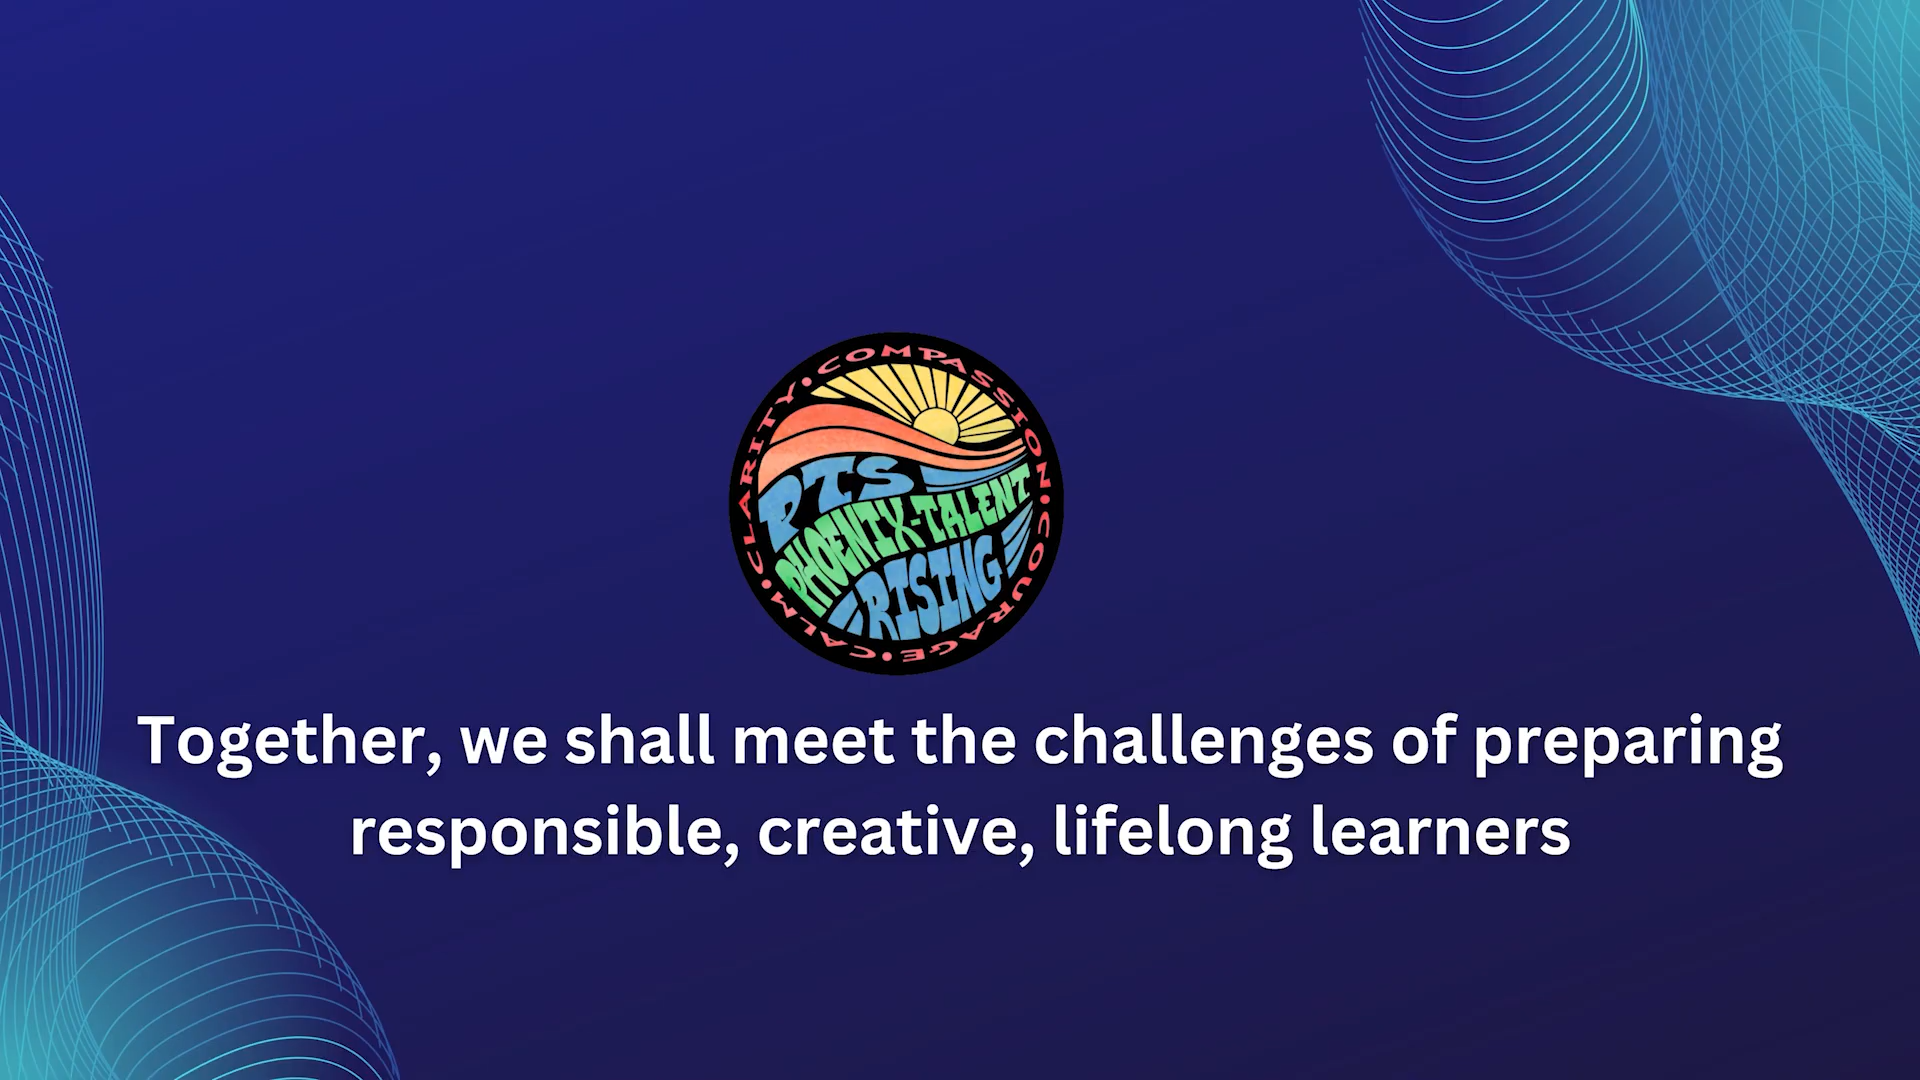 CLARITY • COMPASSION • COURAGE • CALM •
PTS
PHOENIX-TALENT
RISING
Together, we shall meet the challenges of preparing
responsible, creative, lifelong learners